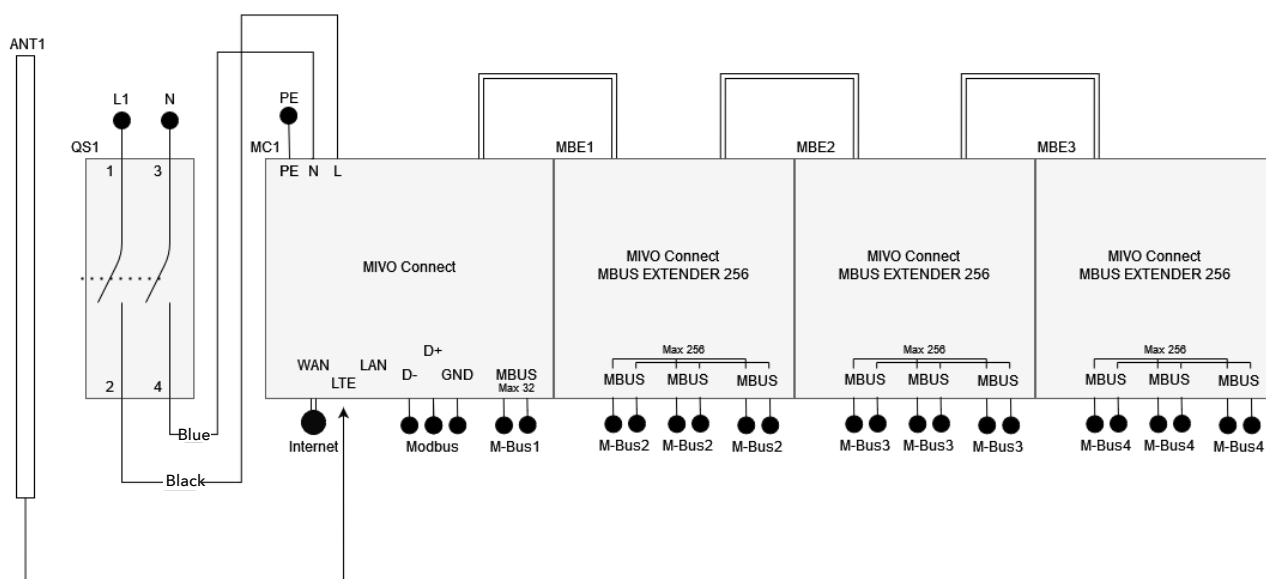 ANT1
L1 N PE
QS1 MC1 MBE1 MBE2 MBE3
1 3 PE N L
MIVO Connect
MIVO Connect
MBUS EXTENDER 256
MIVO Connect
MBUS EXTENDER 256
MIVO Connect
MBUS EXTENDER 256
2 4
WAN LTE LAN
D- D+ GND
MBUS
Max 32
Max 256
MBUS MBUS MBUS
Max 256
MBUS MBUS MBUS
Max 256
MBUS MBUS MBUS
Blue
Black
Internet Modbus M-Bus1
M-Bus2 M-Bus2 M-Bus2
M-Bus3 M-Bus3 M-Bus3
M-Bus4 M-Bus4 M-Bus4